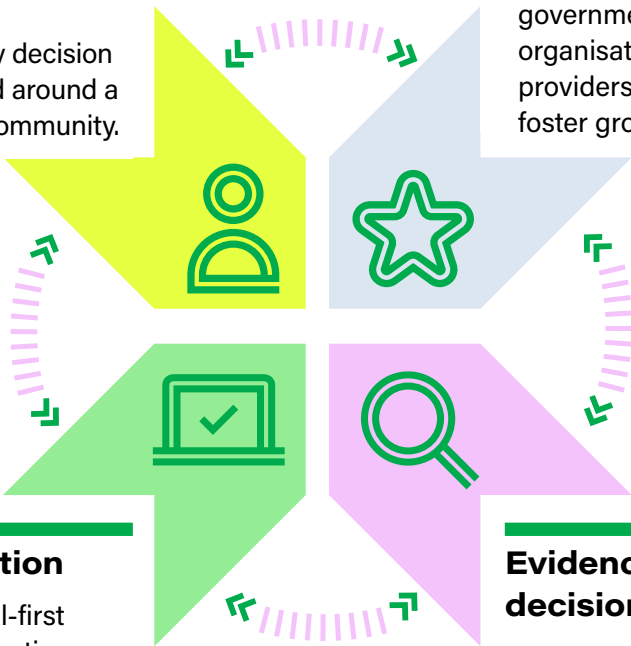 y decision
d around a
ommunity.
governme
organisat
providers
foster gro
tion
l-first
Evidenc
decision